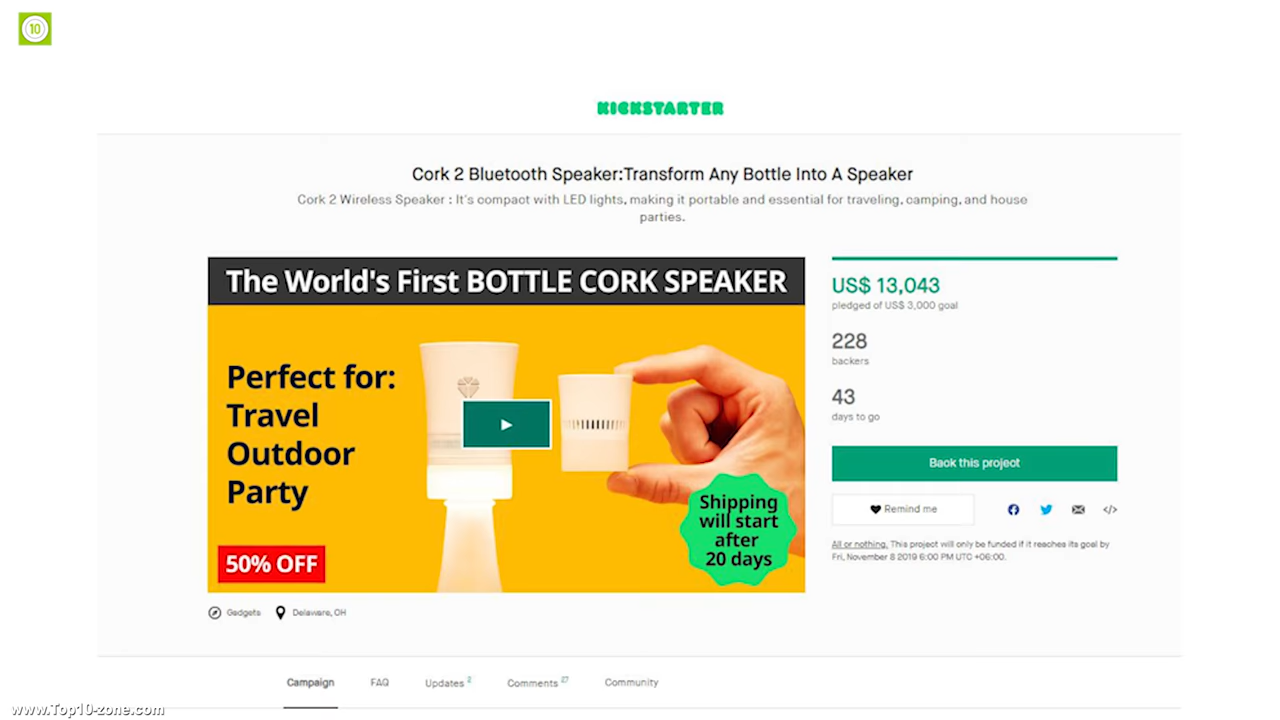 10
KICKSTARTER
Cork 2 Bluetooth Speaker:Transform Any Bottle Into A Speaker
Cork 2 Wireless Speaker : It's compact with LED lights, making it portable and essential for traveling, camping, and house
parties.
The World's First BOTTLE CORK SPEAKER
Perfect for:
Travel
Outdoor
Party
50% OFF
Shipping
will start
after
20 days
US$ 13,043
pledged of US$ 3,000 goal
228
backers
43
days to go
Back this project
Remind me
</>
All or nothing. This project will only be funded if it reaches its goal by
Fri, November 8 2019 6:00 PM UTC +06:00.
Gadgets Delaware, OH
Campaign FAQ Updates 2 Comments 27 Community
www.Top10-zone.com